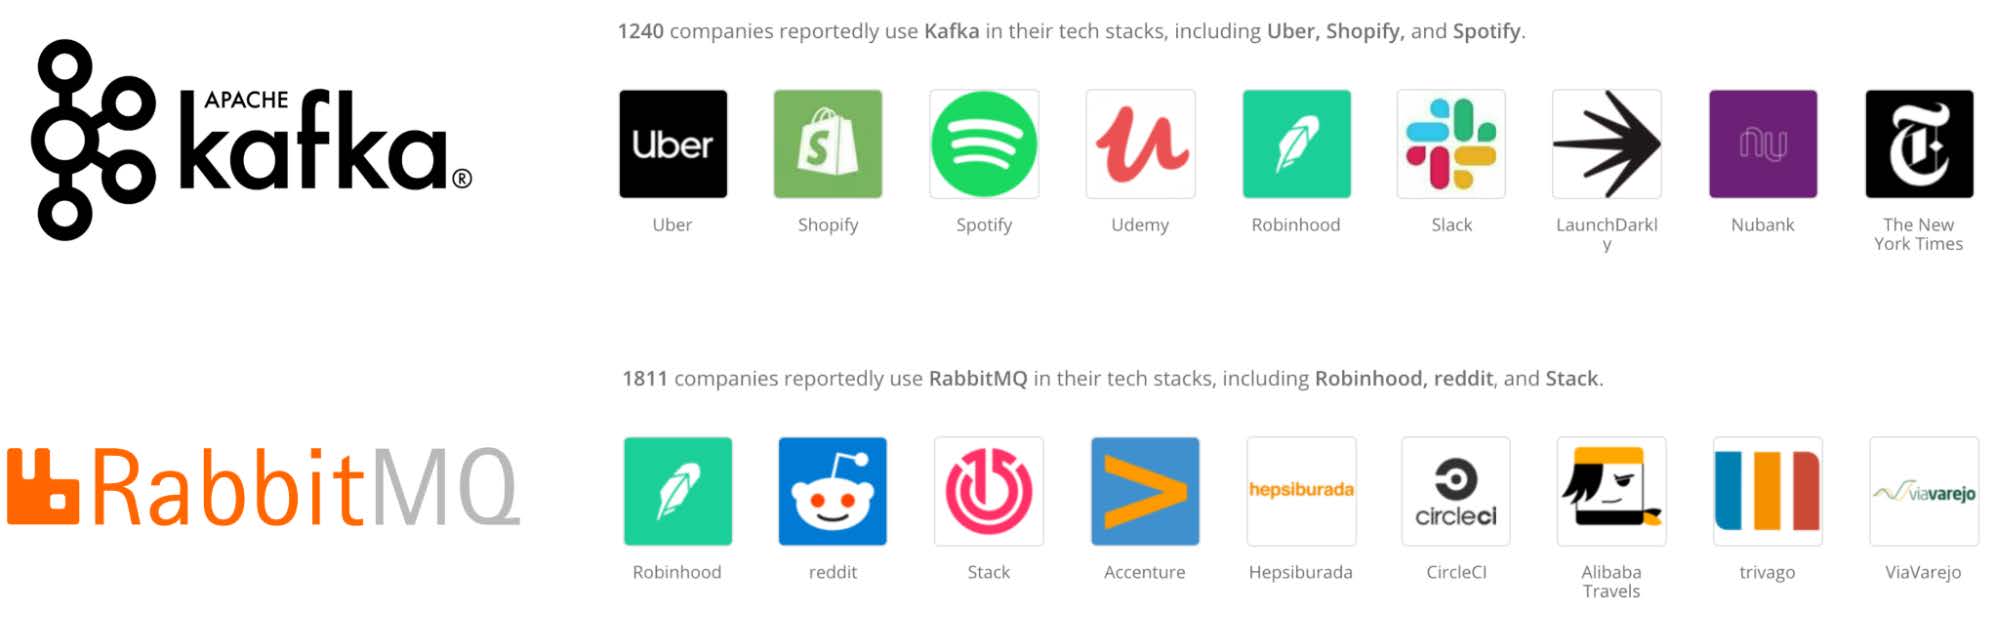 1240 companies reportedly use Kafka in their tech stacks, including Uber, Shopify, and Spotify.
APACHE
kafka®
Uber
S
nu
T
Uber
Shopify
Spotify
Udemy
Robinhood
Slack
LaunchDarkl
y
Nubank
The New
York Times
1811 companies reportedly use RabbitMQ in their tech stacks, including Robinhood, reddit, and Stack.
RabbitMQ
hepsiburada
circleci
viavarejo
Robinhood
reddit
Stack
Accenture
Hepsiburada
CircleCI
Alibaba
Travels
trivago
ViaVarejo